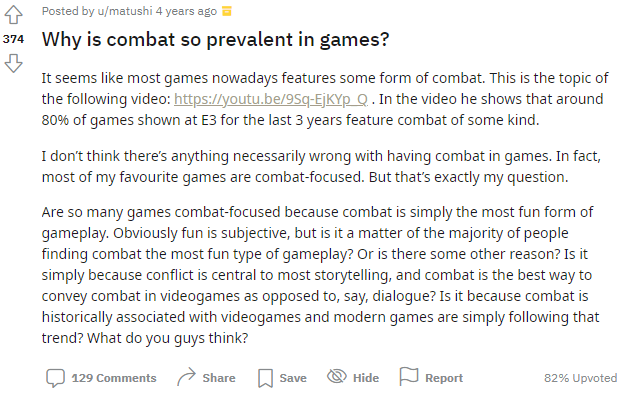 Posted by u/matushi 4 years ago
374
Why is combat so prevalent in games?
It seems like most games nowadays features some form of combat. This is the topic of
the following video: https://youtu.be/9Sq-EjKYp_Q . In the video he shows that around
80% of games shown at E3 for the last 3 years feature combat of some kind.
I don’t think there’s anything necessarily wrong with having combat in games. In fact,
most of my favourite games are combat-focused. But that’s exactly my question.
Are so many games combat-focused because combat is simply the most fun form of
gameplay. Obviously fun is subjective, but is it a matter of the majority of people
finding combat the most fun type of gameplay? Or is there some other reason? Is it
simply because conflict is central to most storytelling, and combat is the best way to
convey combat in videogames as opposed to, say, dialogue? Is it because combat is
historically associated with videogames and modern games are simply following that
trend? What do you guys think?
129 Comments Share Save Hide Report 82% Upvoted